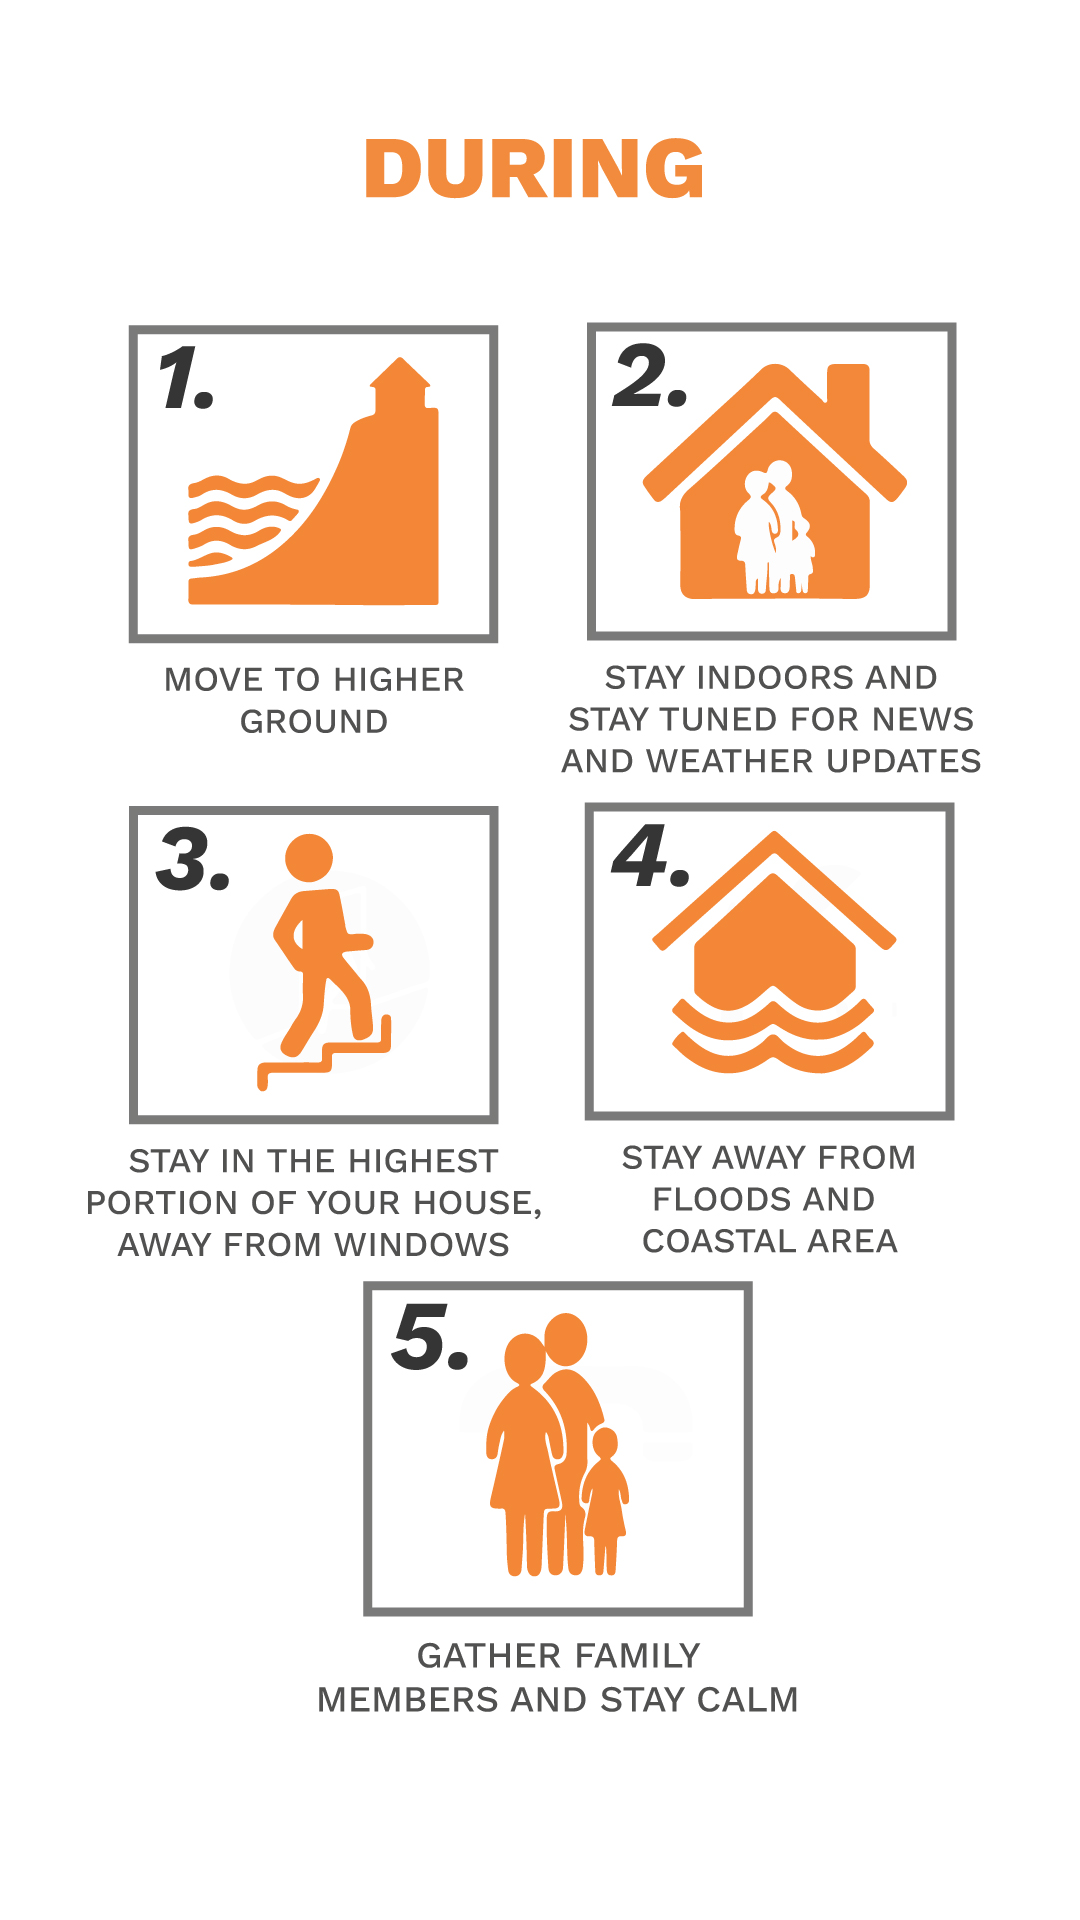 DURING
1.
MOVE TO HIGHER
GROUND
2.
STAY INDOORS AND
STAY TUNED FOR NEWS
AND WEATHER UPDATES
3.
STAY IN THE HIGHEST
PORTION OF YOUR HOUSE,
AWAY FROM WINDOWS
4.
STAY AWAY FROM
FLOODS AND
COASTAL AREA
5.
GATHER FAMILY
MEMBERS AND STAY CALM